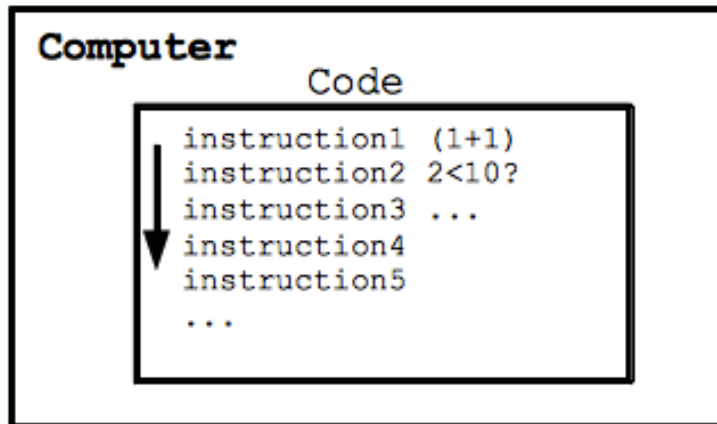 Computer
Code
instruction1 (1+1)
instruction2 2<10?
instruction3 ...
instruction4
instruction5
...